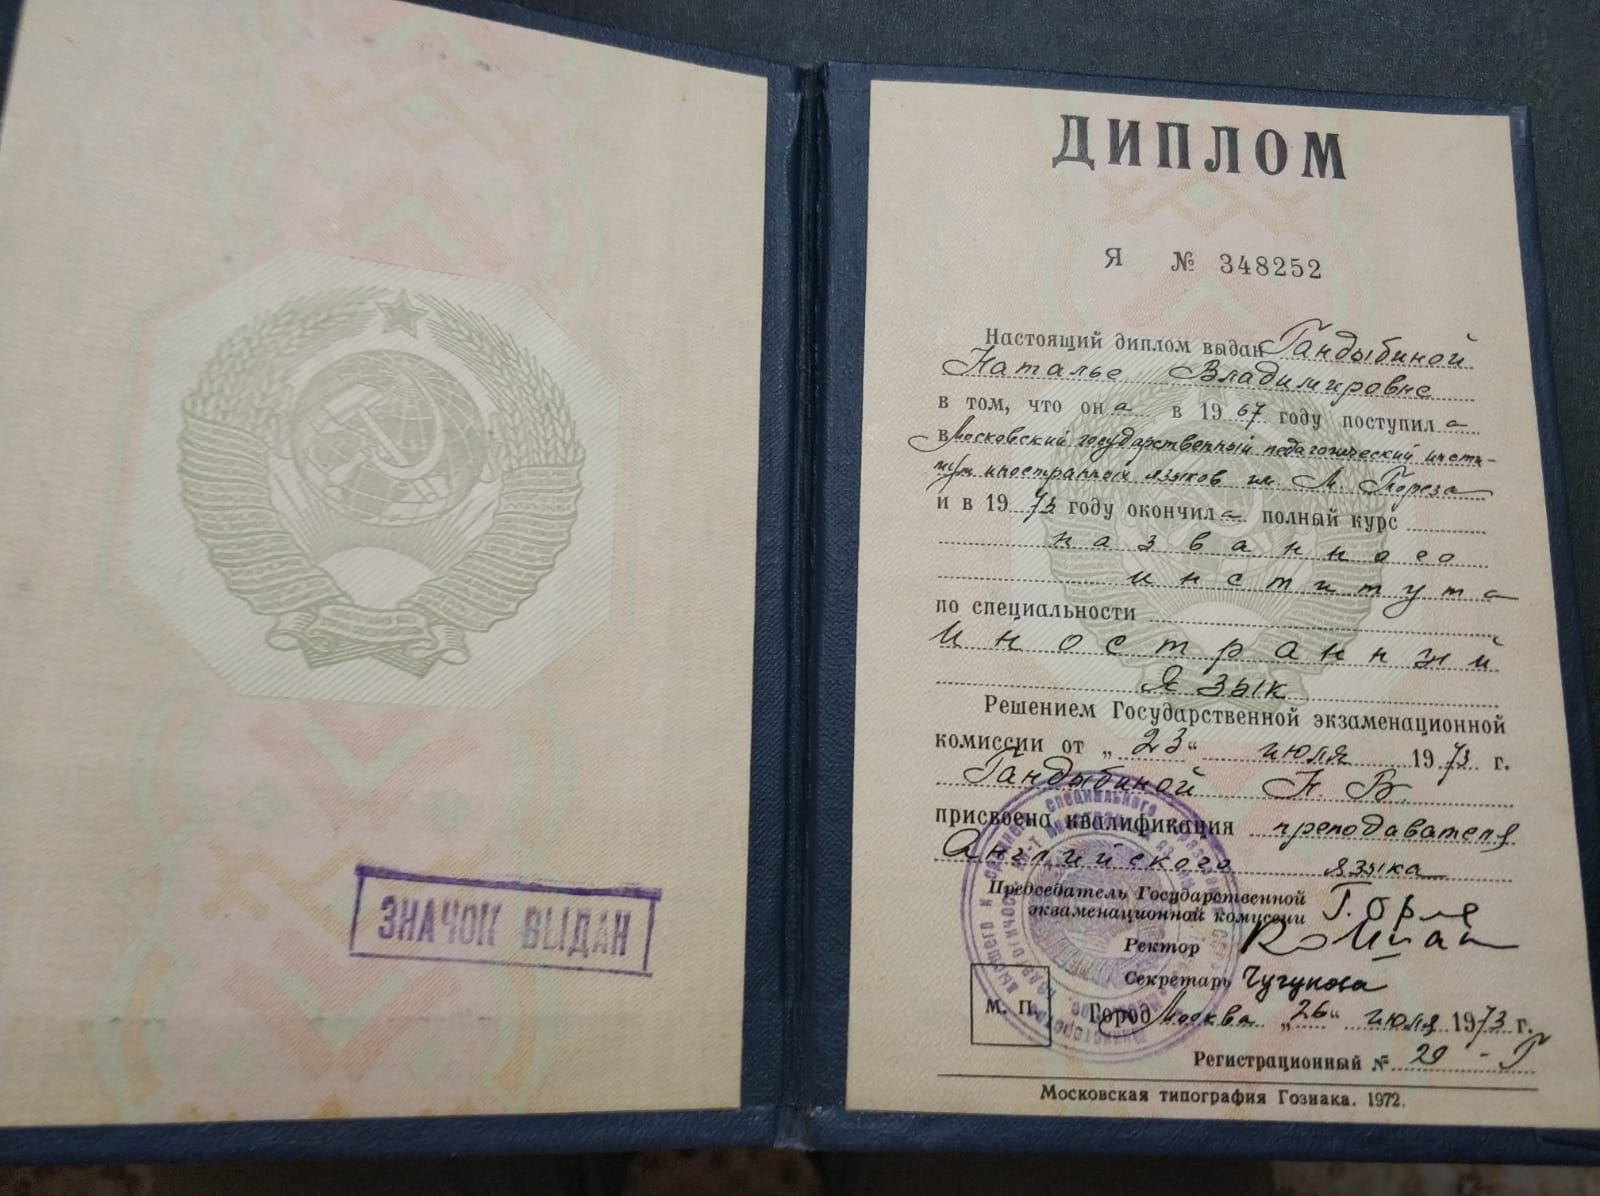 ЗНАЧОК ВЫДАН
ДИПЛОМ
Я № 348252
Настоящий диплом выдан Гандыбиной
Наталье Владимировне
в том, что она в 1967 году поступила
в Московский государственный педагогический инсти-
тут иностранных языков им. М. Тореза
и в 1973 году окончила полный курс
названного
института
по специальности
иностранный
язык
Решением Государственной экзаменационной
комиссии от „23“ июля 1973 г.
Гандыбиной Н. В.
присвоена квалификация преподавателя
Английского языка
Председатель Государственной
экзаменационной комиссии
Ректор
Секретарь Чугунова
М. П. Город Москва „26“ июля 1973 г.
Регистрационный № 29 - Г
Московская типография Гознака. 1972.